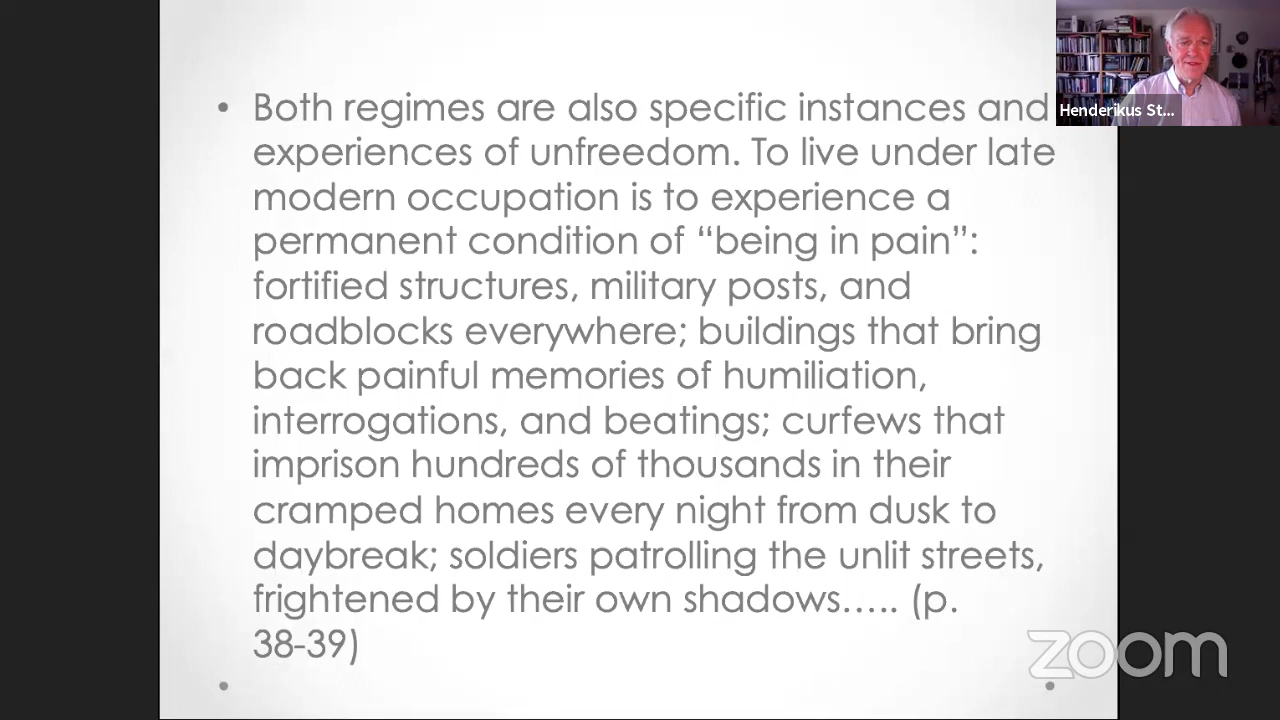 • Both regimes are also specific instances and
experiences of unfreedom. To live under late
modern occupation is to experience a
permanent condition of “being in pain”:
fortified structures, military posts, and
roadblocks everywhere; buildings that bring
back painful memories of humiliation,
interrogations, and beatings; curfews that
imprison hundreds of thousands in their
cramped homes every night from dusk to
daybreak; soldiers patrolling the unlit streets,
frightened by their own shadows….. (p.
38-39)
Henderikus St...
zoom